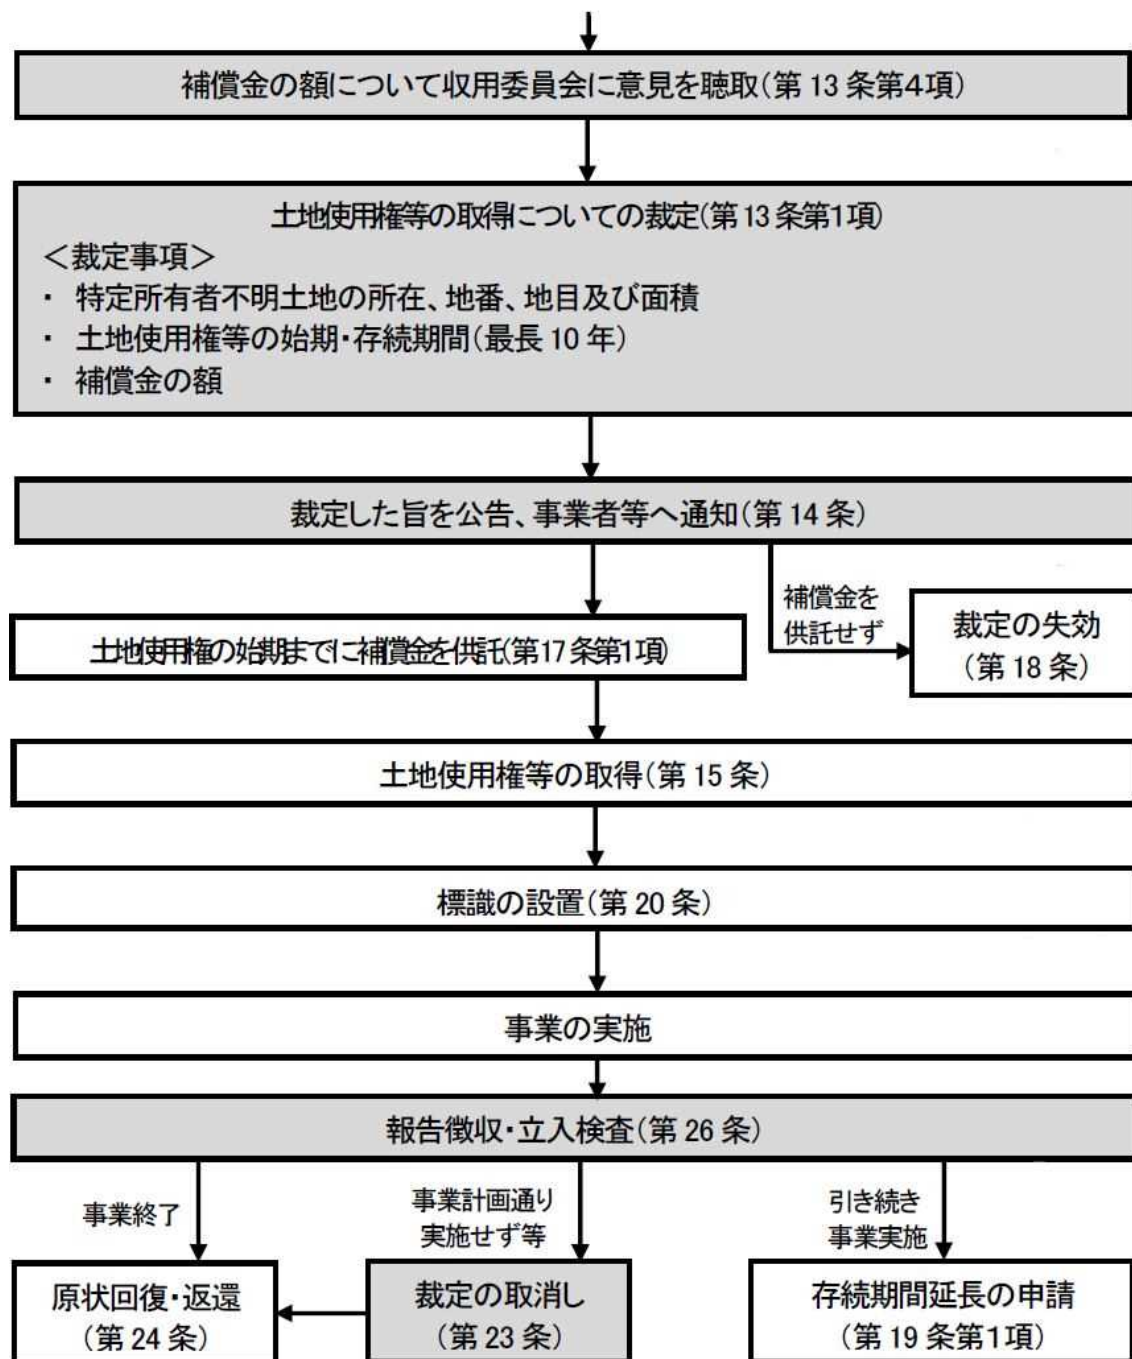 補償金の額について収用委員会に意見を聴取(第13条第4項)
土地使用権等の取得についての裁定(第13条第1項)
<裁定事項>
・ 特定所有者不明土地の所在、地番、地目及び面積
・ 土地使用権等の始期・存続期間(最長10年)
・ 補償金の額
裁定した旨を公告、事業者等へ通知(第14条)
補償金を
供託せず
土地使用権の始期までに補償金を供託(第17条第1項)
裁定の失効
(第18条)
土地使用権等の取得(第15条)
標識の設置(第20条)
事業の実施
報告徴収・立入検査(第26条)
事業終了
事業計画通り
実施せず等
引き続き
事業実施
原状回復・返還
(第24条)
裁定の取消し
(第23条)
存続期間延長の申請
(第19条第1項)